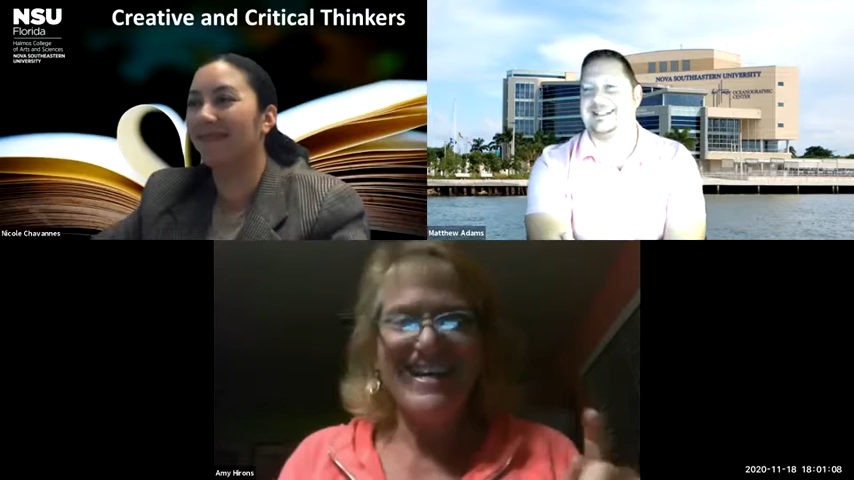 NSU
Florida
Halmos College
of Arts and Sciences
NOVA SOUTHEASTERN
UNIVERSITY
Creative and Critical Thinkers
NOVA SOUTHEASTERN UNIVERSITY
OCEANOGRAPHIC
CENTER
Nicole Chavannes
Matthew Adams
Amy Hirons
2020-11-18 18:01:08